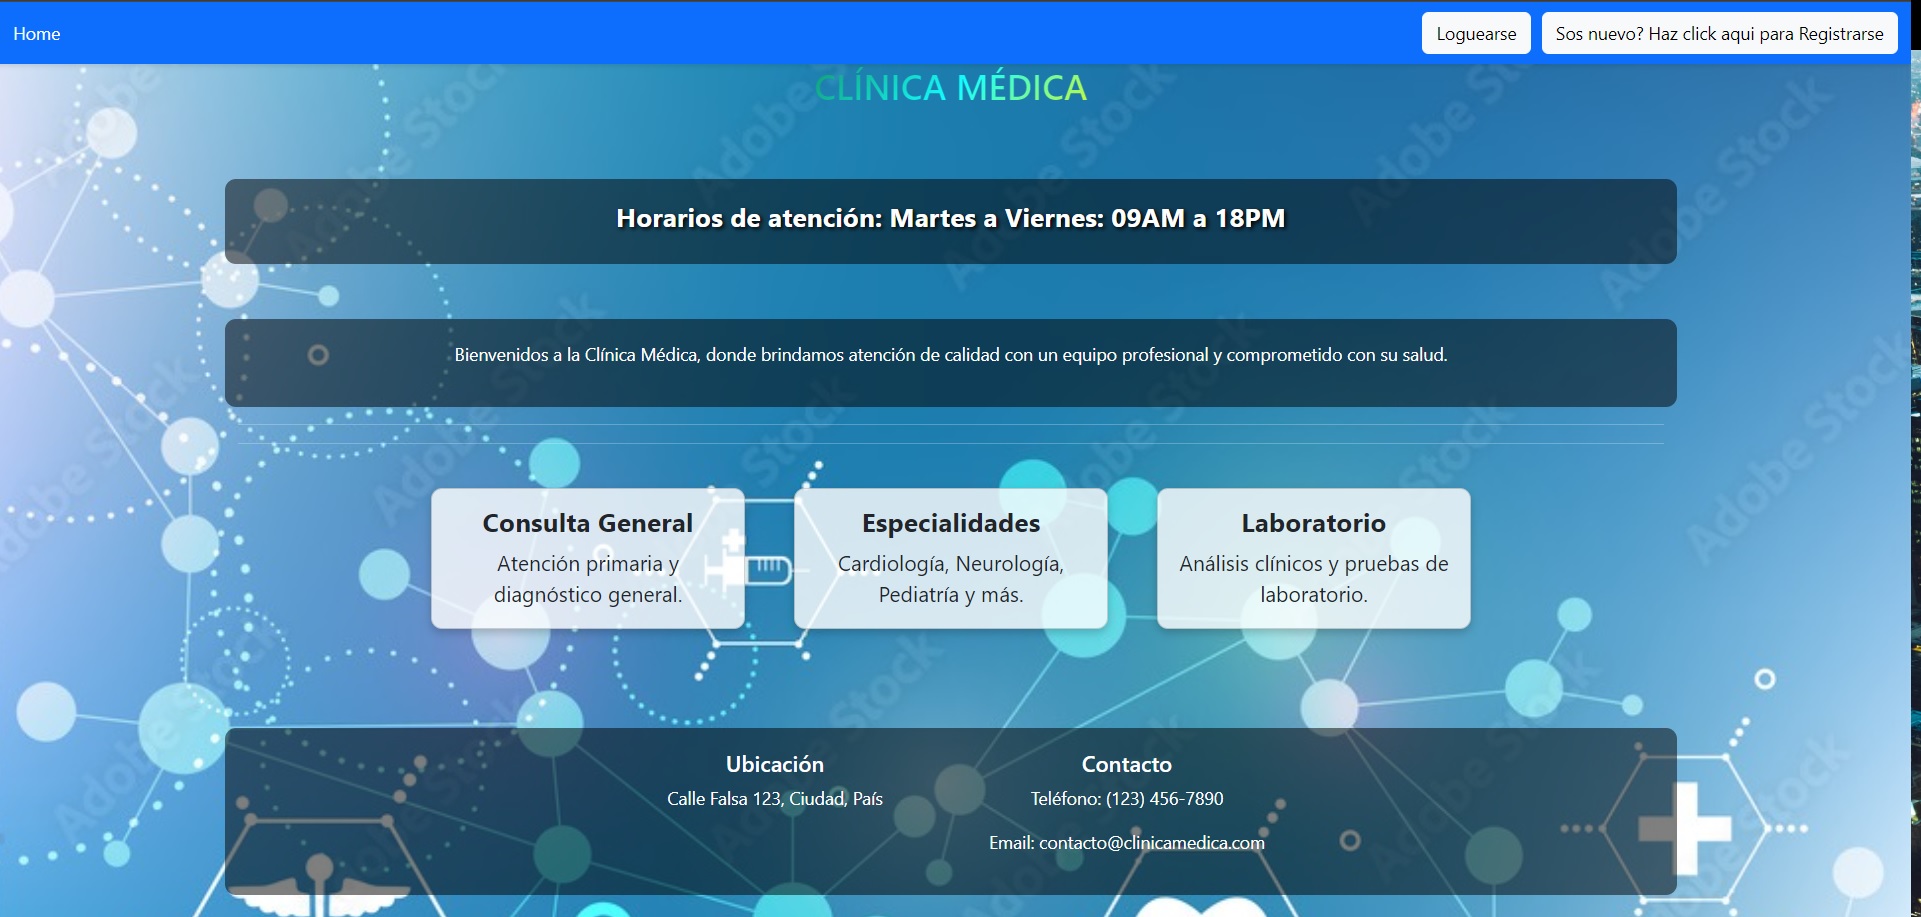 Home
Loguearse
Sos nuevo? Haz click aqui para Registrarse
CLÍNICA MÉDICA
Horarios de atención: Martes a Viernes: 09AM a 18PM
Bienvenidos a la Clínica Médica, donde brindamos atención de calidad con un equipo profesional y comprometido con su salud.
Consulta General
Atención primaria y
diagnóstico general.
Especialidades
Cardiología, Neurología,
Pediatría y más.
Laboratorio
Análisis clínicos y pruebas de
laboratorio.
Ubicación
Calle Falsa 123, Ciudad, País
Contacto
Teléfono: (123) 456-7890
Email: contacto@clinicamedica.com
Adobe Stock